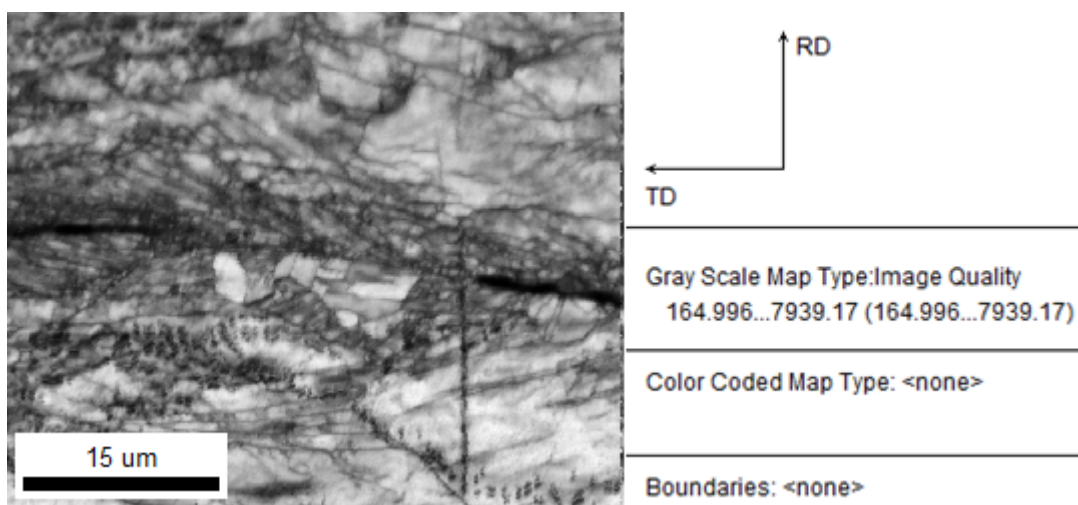 RD
TD
Gray Scale Map Type:Image Quality
164.996...7939.17 (164.996...7939.17)
Color Coded Map Type: <none>
15 um
Boundaries: <none>